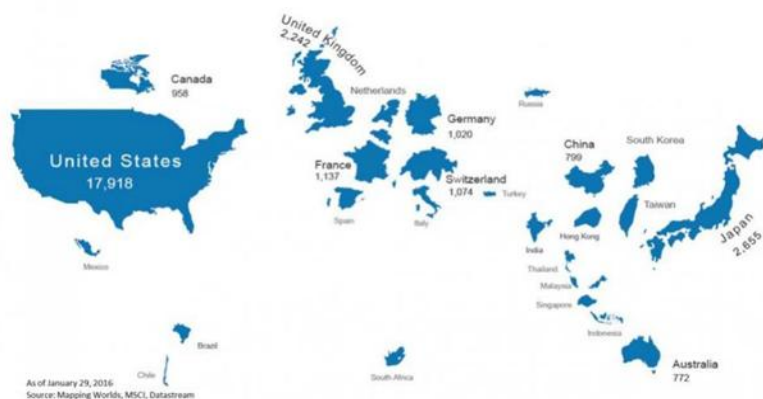 United Kingdom
2,242
Canada
958
Netherlands
Russia
Germany
1,020
United States
17,918
France
1,137
Switzerland
1,074
China
799
South Korea
Spain
Italy
Turkey
Taiwan
Japan
2,655
India
Hong Kong
Mexico
Thailand
Malaysia
Singapore
Indonesia
Brazil
Chile
South Africa
Australia
772
As of January 29, 2016
Source: Mapping Worlds, MSCI, Datastream